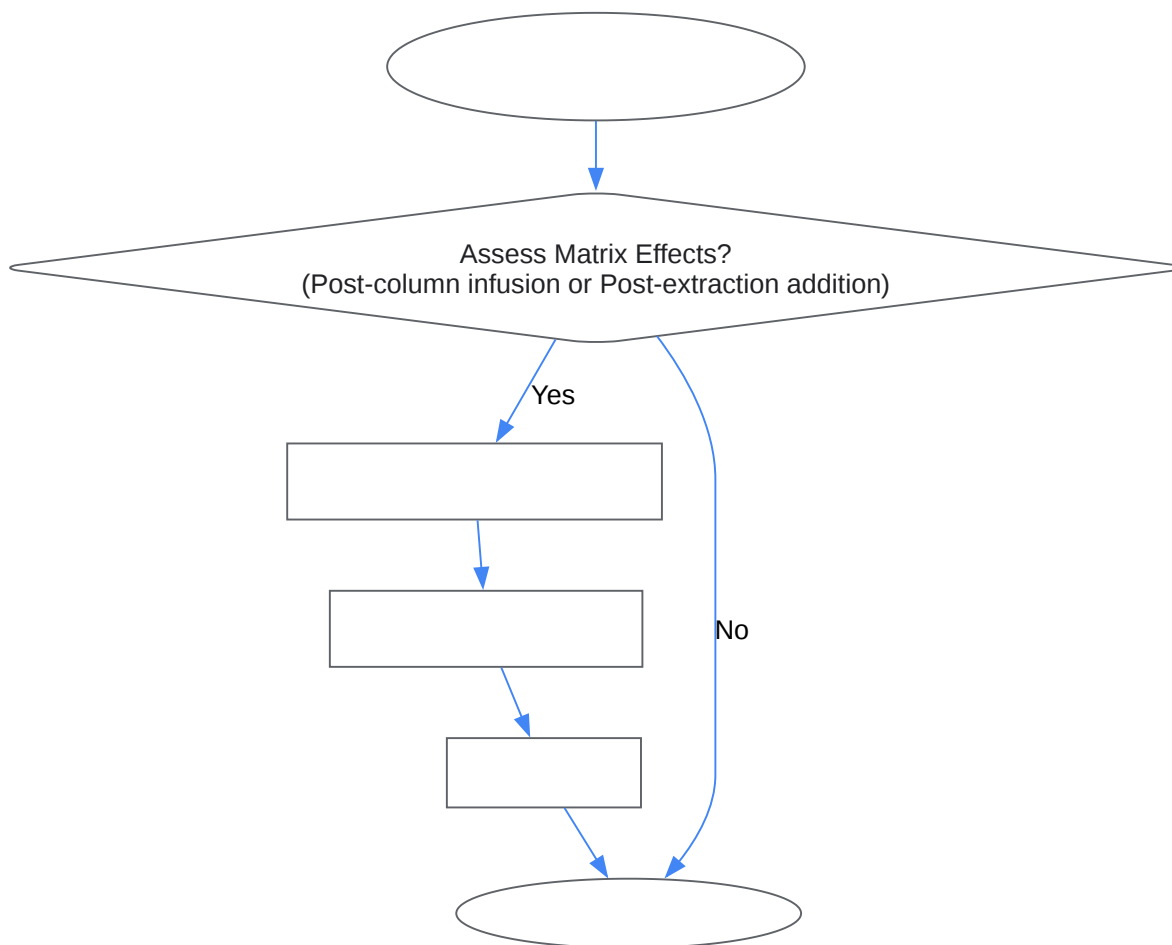 Assess Matrix Effects?
(Post-column infusion or Post-extraction addition)
Yes
No